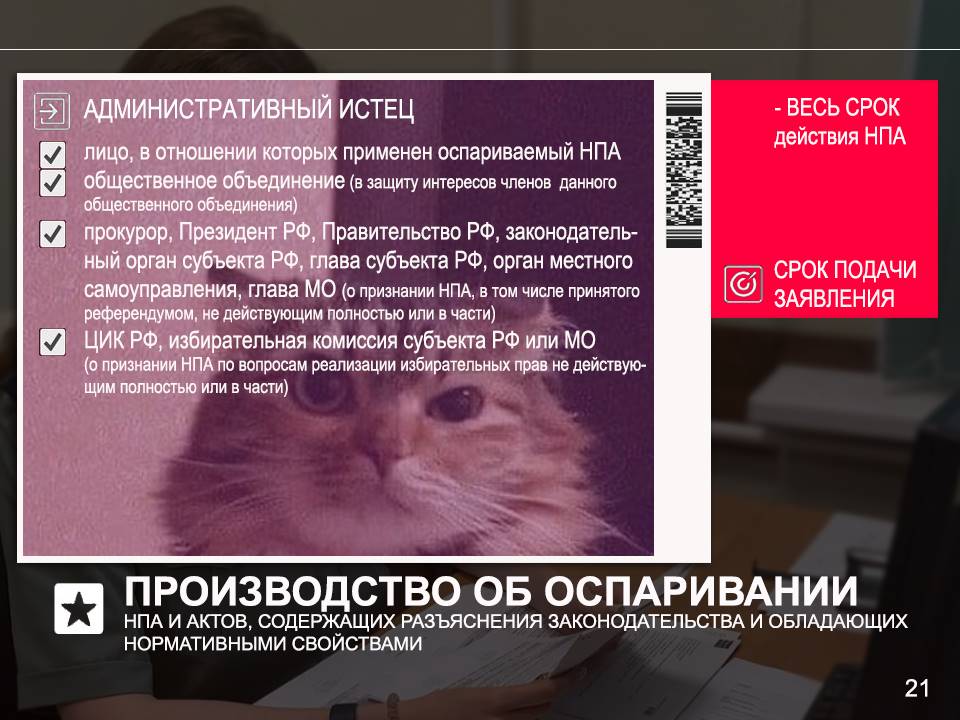 АДМИНИСТРАТИВНЫЙ ИСТЕЦ
лицо, в отношении которых применен оспариваемый НПА
общественное объединение (в защиту интересов членов данного
общественного объединения)
прокурор, Президент РФ, Правительство РФ, законодатель-
ный орган субъекта РФ, глава субъекта РФ, орган местного
самоуправления, глава МО (о признании НПА, в том числе принятого
референдумом, не действующим полностью или в части)
ЦИК РФ, избирательная комиссия субъекта РФ или МО
(о признании НПА по вопросам реализации избирательных прав не действую-
щим полностью или в части)
- ВЕСЬ СРОК
действия НПА
СРОК ПОДАЧИ
ЗАЯВЛЕНИЯ
ПРОИЗВОДСТВО ОБ ОСПАРИВАНИИ
НПА И АКТОВ, СОДЕРЖАЩИХ РАЗЪЯСНЕНИЯ ЗАКОНОДАТЕЛЬСТВА И ОБЛАДАЮЩИХ
НОРМАТИВНЫМИ СВОЙСТВАМИ
21